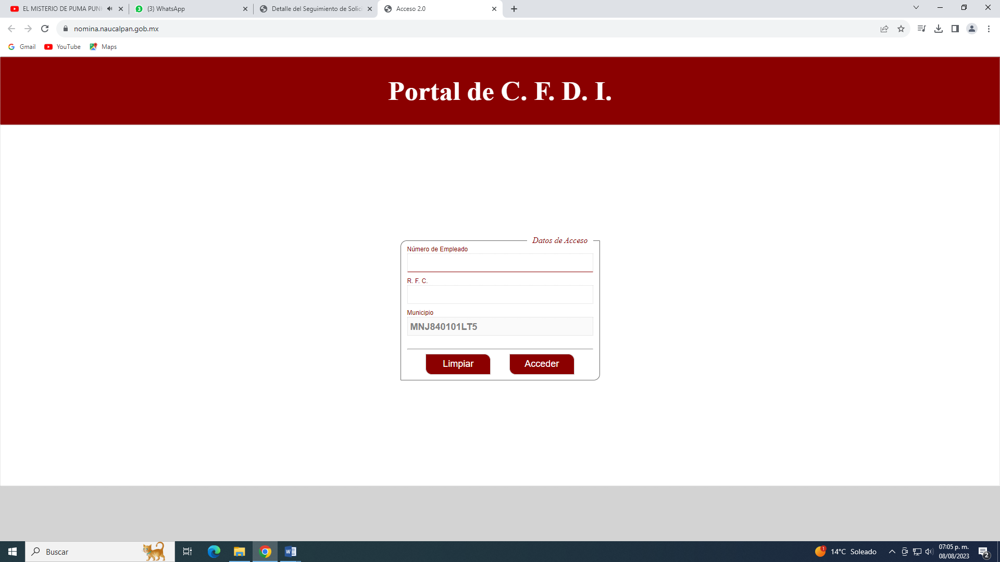 EL MISTERIO DE PUMA PUN
(3) WhatsApp
Detalle del Seguimiento de Solici
Acceso 2.0
nomina.naucalpan.gob.mx
Gmail
YouTube
Maps
Portal de C. F. D. I.
Datos de Acceso
Número de Empleado
R. F. C.
Municipio
MNJ840101LT5
Limpiar
Acceder
Buscar
1
14°C Soleado
07:05 p. m.
08/08/2023
2